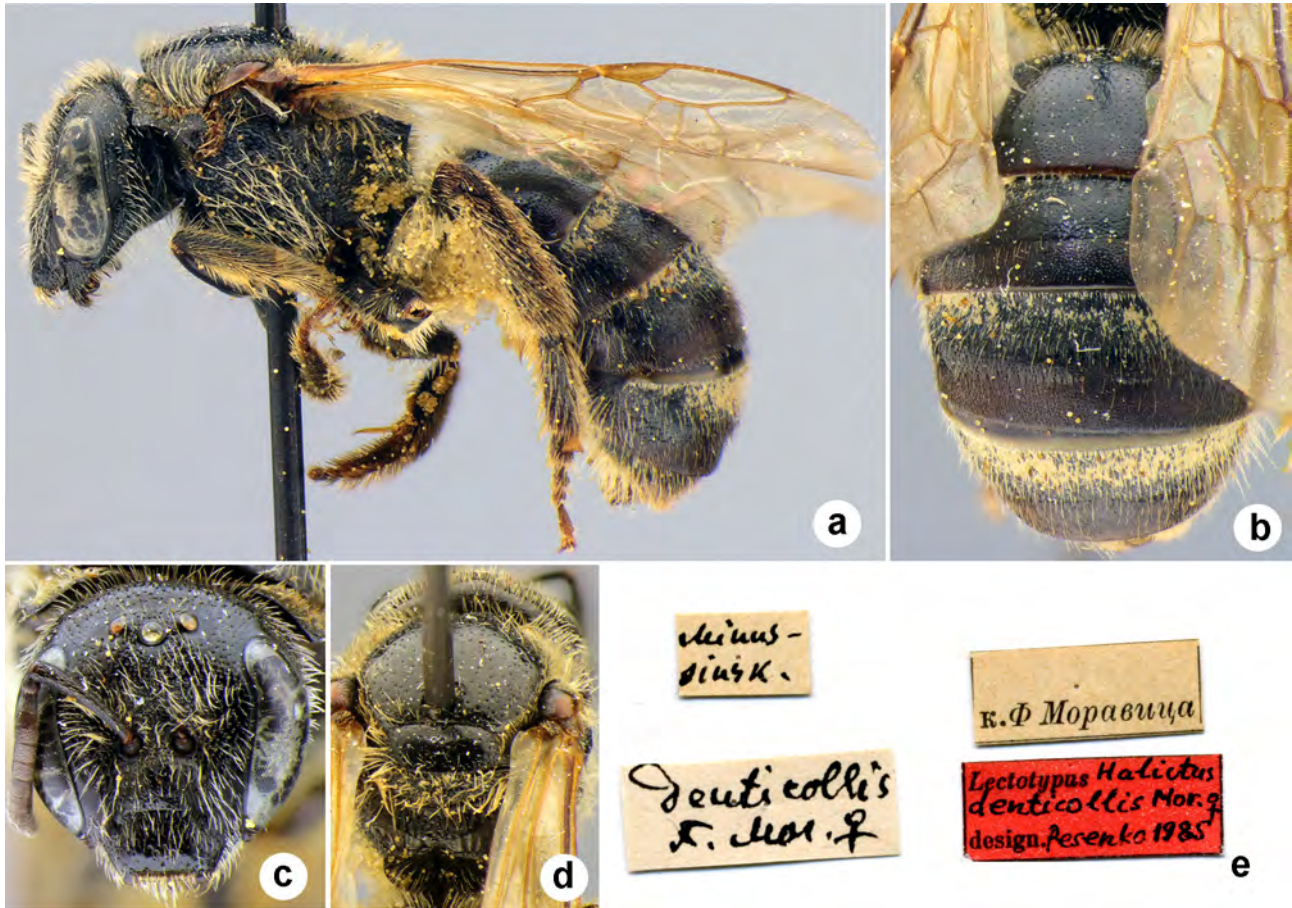 a
b
c
d
Minus-
sinsk.
к. Ф Моравица
denticollis
F. Mor. ♀
Lectotypus Halictus
denticollis Mor. ♀
design. Pesenko 1985
e